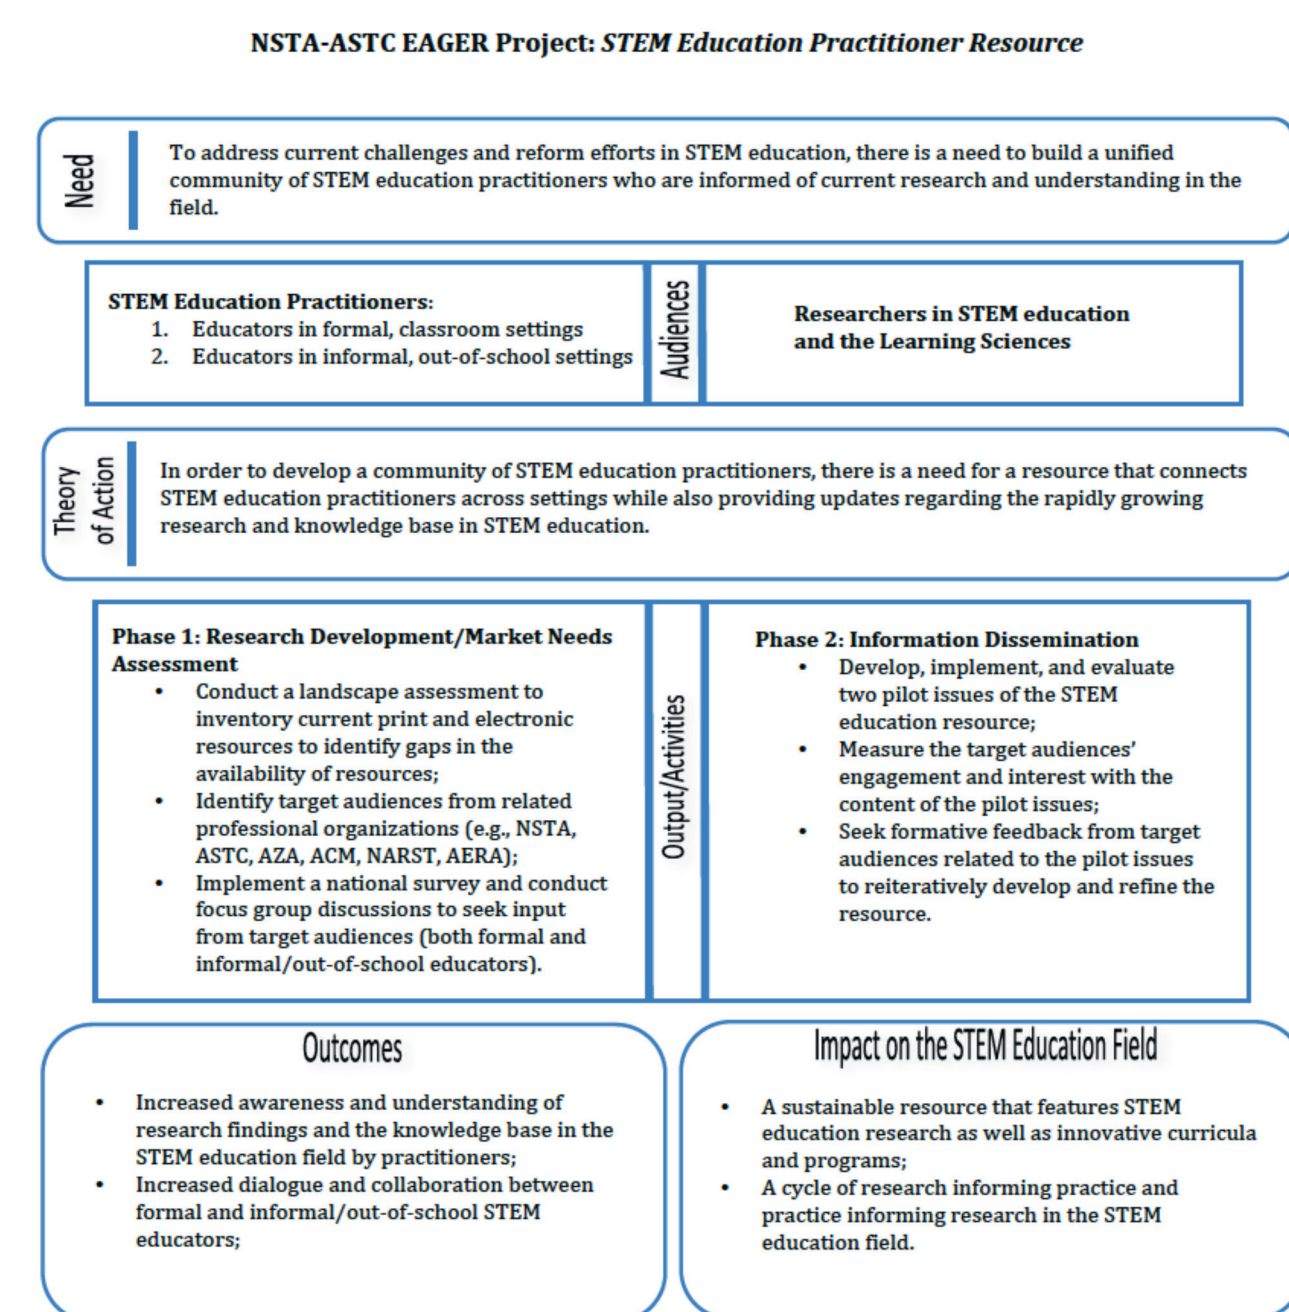 NSTA-ASTC EAGER Project: STEM Education Practitioner Resource
Need
To address current challenges and reform efforts in STEM education, there is a need to build a unified
community of STEM education practitioners who are informed of current research and understanding in the
field.
STEM Education Practitioners:
1. Educators in formal, classroom settings
2. Educators in informal, out-of-school settings
Audiences
Researchers in STEM education
and the Learning Sciences
Theory
of Action
In order to develop a community of STEM education practitioners, there is a need for a resource that connects
STEM education practitioners across settings while also providing updates regarding the rapidly growing
research and knowledge base in STEM education.
Phase 1: Research Development/Market Needs
Assessment
• Conduct a landscape assessment to
inventory current print and electronic
resources to identify gaps in the
availability of resources;
• Identify target audiences from related
professional organizations (e.g., NSTA,
ASTC, AZA, ACM, NARST, AERA);
• Implement a national survey and conduct
focus group discussions to seek input
from target audiences (both formal and
informal/out-of-school educators).
Output/Activities
Phase 2: Information Dissemination
• Develop, implement, and evaluate
two pilot issues of the STEM
education resource;
• Measure the target audiences’
engagement and interest with the
content of the pilot issues;
• Seek formative feedback from target
audiences related to the pilot issues
to reiteratively develop and refine the
resource.
Outcomes
• Increased awareness and understanding of
research findings and the knowledge base in the
STEM education field by practitioners;
• Increased dialogue and collaboration between
formal and informal/out-of-school STEM
educators;
Impact on the STEM Education Field
• A sustainable resource that features STEM
education research as well as innovative curricula
and programs;
• A cycle of research informing practice and
practice informing research in the STEM
education field.